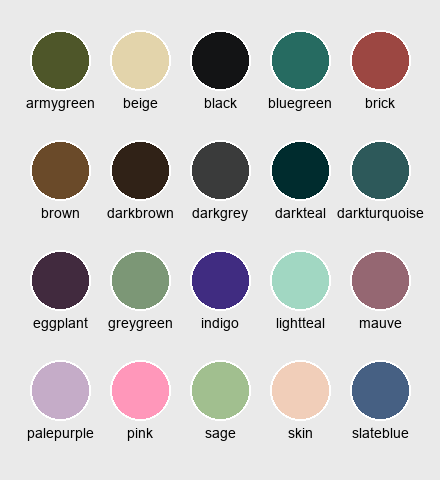 armygreen beige black bluegreen brick
brown darkbrown darkgrey darkteal darkturquoise
eggplant greygreen indigo lightteal mauve
palepurple pink sage skin slateblue